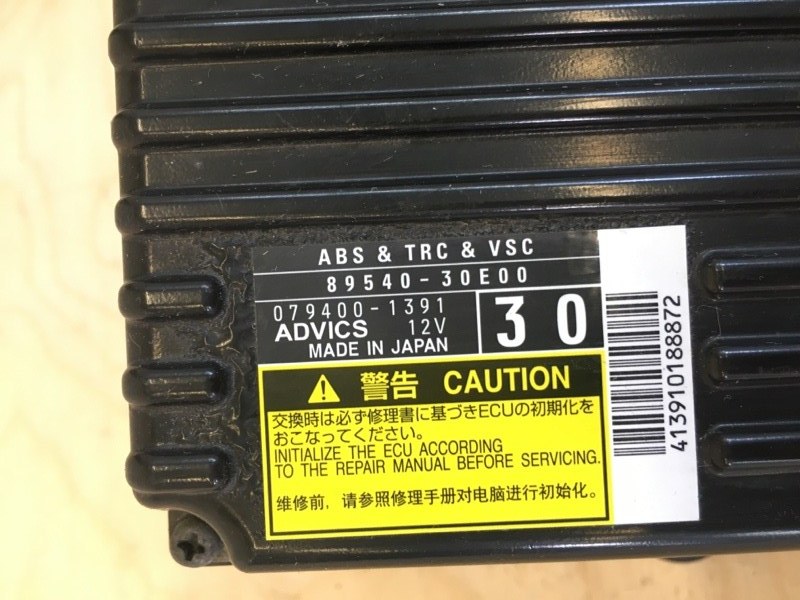 ABS & TRC & VSC
89540-30E00
079400-1391
ADVICS 12V
MADE IN JAPAN
30
警告 CAUTION
交換時は必ず修理書に基づきECUの初期化を
おこなってください。
INITIALIZE THE ECU ACCORDING
TO THE REPAIR MANUAL BEFORE SERVICING.
维修前，请参照修理手册对电脑进行初始化。
413910188872